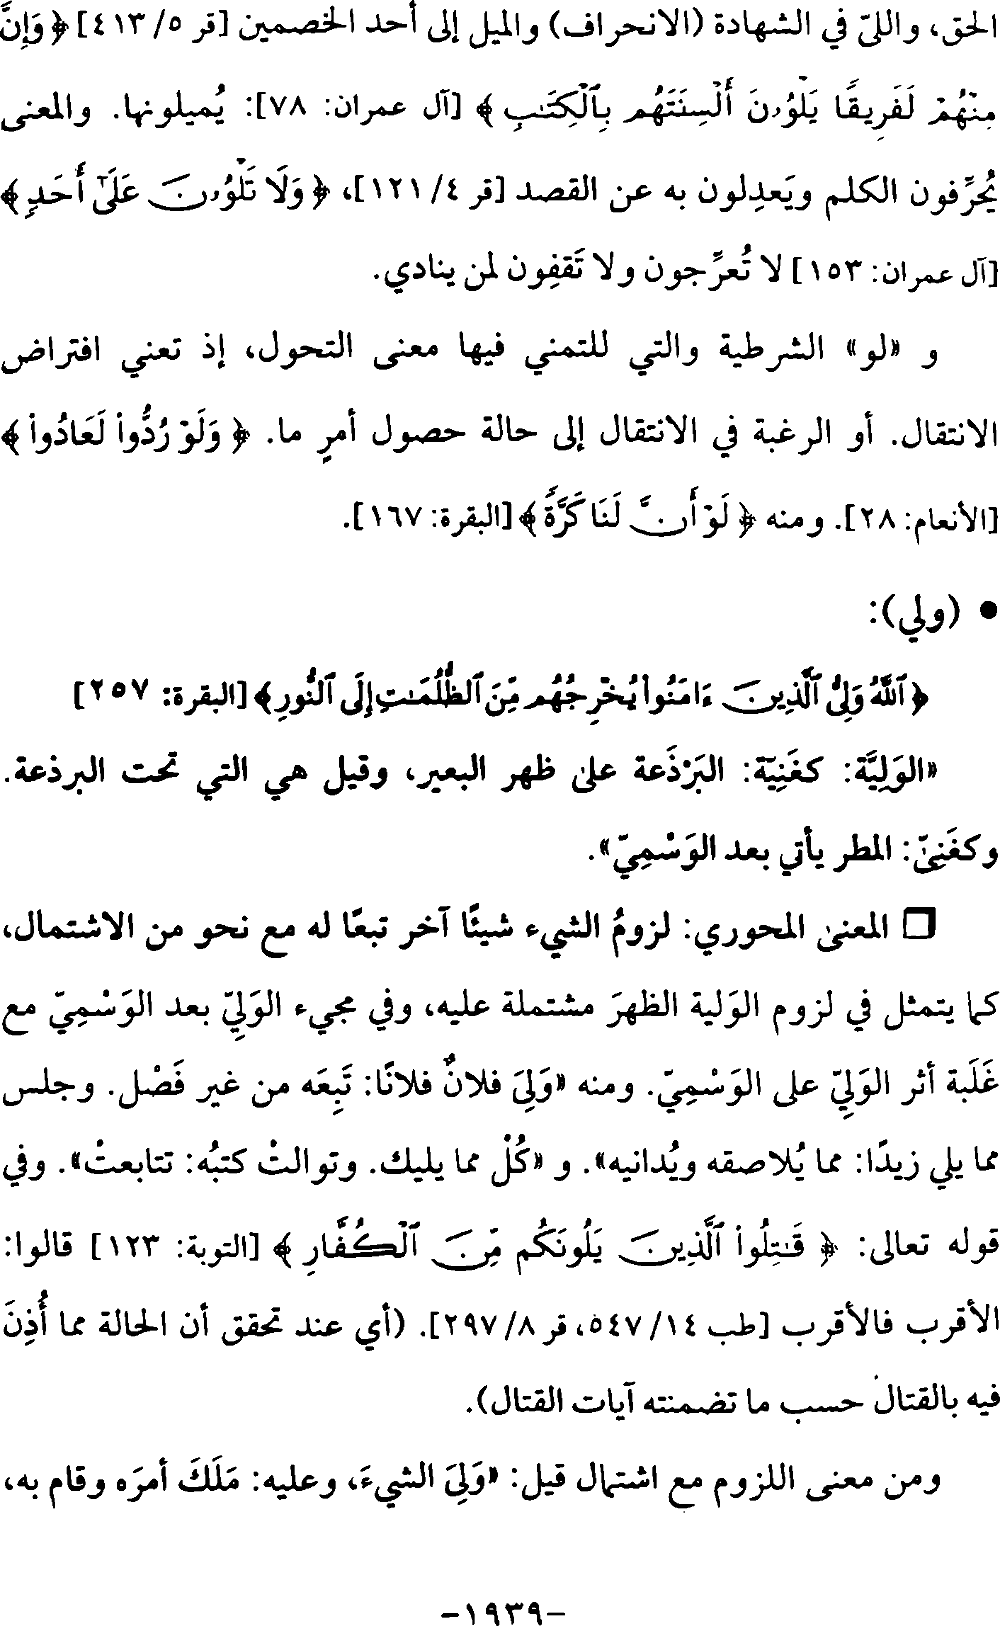 الحق، واللىّ في الشهادة (الانحراف) والميل إلى أحد الخصمين [قر ٥/ ٤١٣] ﴿ وَإِنَّ
مِنْهُمْ لَفَرِيقًا يَلْوُۥنَ أَلْسِنَتَهُم بِٱلْكِتَٰبِ ﴾ [آل عمران: ٧٨]: يُميلونها. والمعنى
يُحَرِّفون الكلم ويَعدِلون به عن القصد [قر ٤/ ١٢١]، ﴿ وَلَا تَلْوُۥنَ عَلَىٰٓ أَحَدٍ ﴾
[آل عمران: ١٥٣] لا تُعرِّجون ولا تَقفِون لمن ينادي.
و «لو» الشرطية والتي للتمني فيها معنى التحول، إذ تعني افتراض
الانتقال. أو الرغبة في الانتقال إلى حالة حصول أمرٍ ما. ﴿ وَلَوْ رُدُّوا۟ لَعَادُوا۟ ﴾
[الأنعام: ٢٨]. ومنه ﴿ لَوْ أَنَّ لَنَا كَرَّةً ﴾ [البقرة: ١٦٧].
• (ولي):
﴿ ٱللَّهُ وَلِىُّ ٱلَّذِينَ ءَامَنُوا۟ يُخْرِجُهُم مِّنَ ٱلظُّلُمَٰتِ إِلَى ٱلنُّورِ ﴾ [البقرة: ٢٥٧]
«الوَلِيَّة: كغَنِيّة: البَرْذَعة على ظهر البعير، وقيل هي التي تحت البرذعة.
وكغَنِىّ: المطر يأتي بعد الوَسْمِيّ».
❒ المعنى المحوري: لزومُ الشيء شيئًا آخر تبعًا له مع نحو من الاشتمال،
كما يتمثل في لزوم الوَلية الظهرَ مشتملة عليه، وفي مجيء الوَلِيّ بعد الوَسْمِيّ مع
غَلَبة أثر الوَلِيّ على الوَسْمِيّ. ومنه «وَلِىَ فلانٌ فلانًا: تَبِعَه من غير فَصْل. وجلس
مما يلي زيدًا: مما يُلاصقه ويُدانيه». و «كُلْ مما يليك. وتوالتْ كتبُه: تتابعتْ». وفي
قوله تعالى: ﴿ قَٰتِلُوا۟ ٱلَّذِينَ يَلُونَكُم مِّنَ ٱلْكُفَّارِ ﴾ [التوبة: ١٢٣] قالوا:
الأقرب فالأقرب [طب ١٤/ ٥٤٧، قر ٨/ ٢٩٧]. (أي عند تحقق أن الحالة مما أُذِنَ
فيه بالقتال حسب ما تضمنته آيات القتال).
ومن معنى اللزوم مع اشتمال قيل: «وَلِىَ الشيءَ، وعليه: مَلَكَ أمرَه وقام به،
-١٩٣٩-